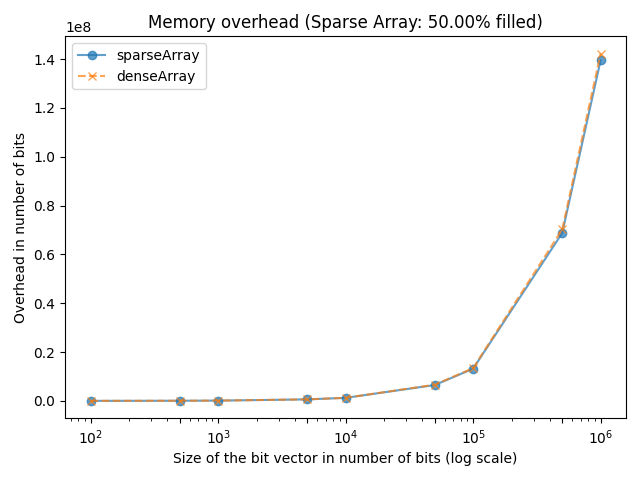 Memory overhead (Sparse Array: 50.00% filled)
1e8
sparseArray
denseArray
1.4
1.2
1.0
0.8
0.6
0.4
0.2
0.0
Overhead in number of bits
10²
10³
10⁴
10⁵
10⁶
Size of the bit vector in number of bits (log scale)